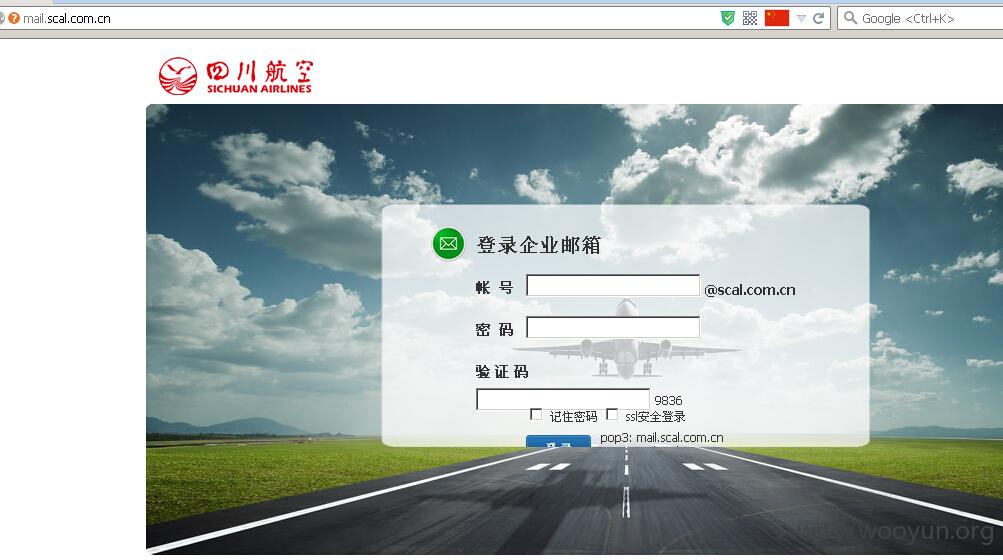 mail.scal.com.cn
Google <Ctrl+K>
四川航空
SICHUAN AIRLINES
登录企业邮箱
帐 号 @scal.com.cn
密 码
验证码
9836
记住密码 ssl安全登录
登录 pop3: mail.scal.com.cn
www.wooyun.org